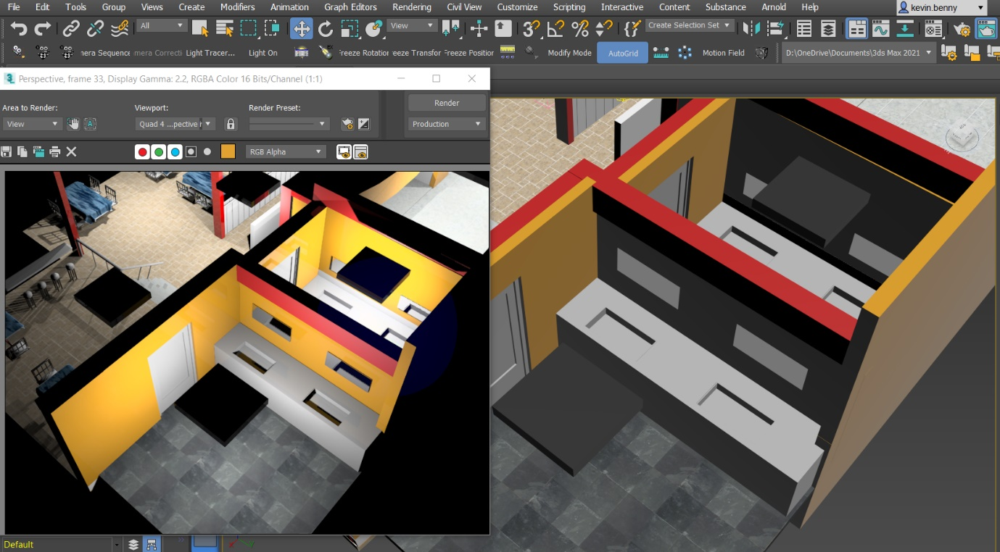 File Edit Tools Group Views Create Modifiers Animation Graph Editors Rendering Civil View Customize Scripting Interactive Content Substance Arnold Help kevin.benny
All View Create Selection Set
nera Sequence mera Correcti Light Tracer... Light On Freeze Rotation eeze Transfor Freeze Position Modify Mode AutoGrid Motion Field D:\OneDrive\Documents\3ds Max 2021
Perspective, frame 33, Display Gamma: 2.2, RGBA Color 16 Bits/Channel (1:1)
Area to Render: Viewport: Render Preset: Render
View Quad 4 ...pective Production
RGB Alpha
Default